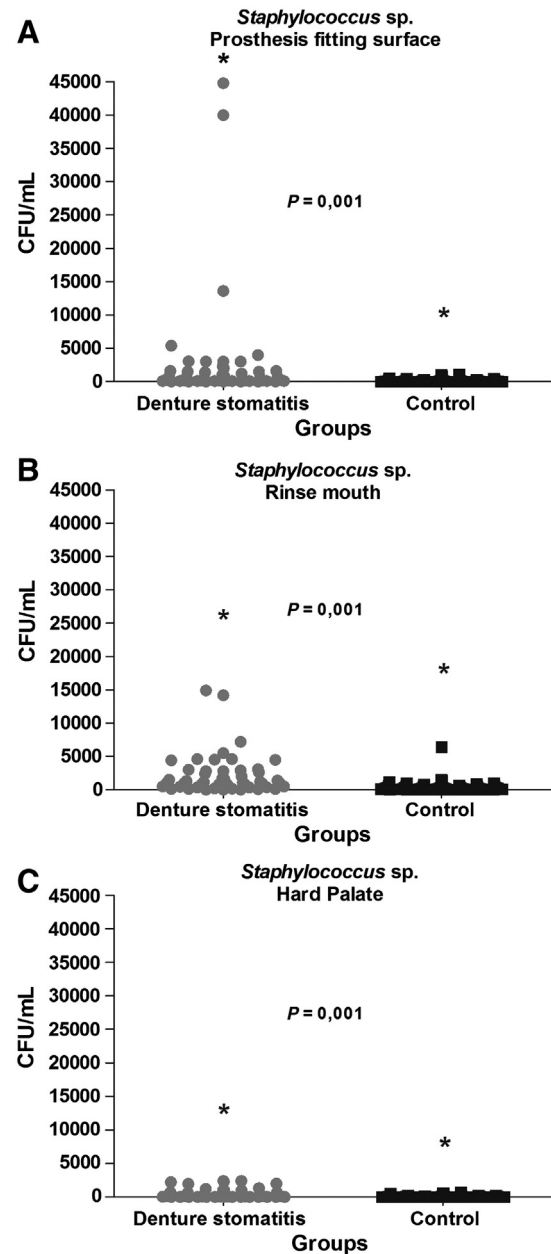 A
Staphylococcus sp.
Prosthesis fitting surface
*
45000
40000
35000
30000
25000
20000
15000
10000
5000
0
CFU/mL
P = 0,001
*
Denture stomatitis
Control
Groups
B
Staphylococcus sp.
Rinse mouth
45000
40000
35000
30000
25000
20000
15000
10000
5000
0
CFU/mL
*
P = 0,001
*
Denture stomatitis
Control
Groups
C
Staphylococcus sp.
Hard Palate
45000
40000
35000
30000
25000
20000
15000
10000
5000
0
CFU/mL
P = 0,001
*
*
Denture stomatitis
Control
Groups